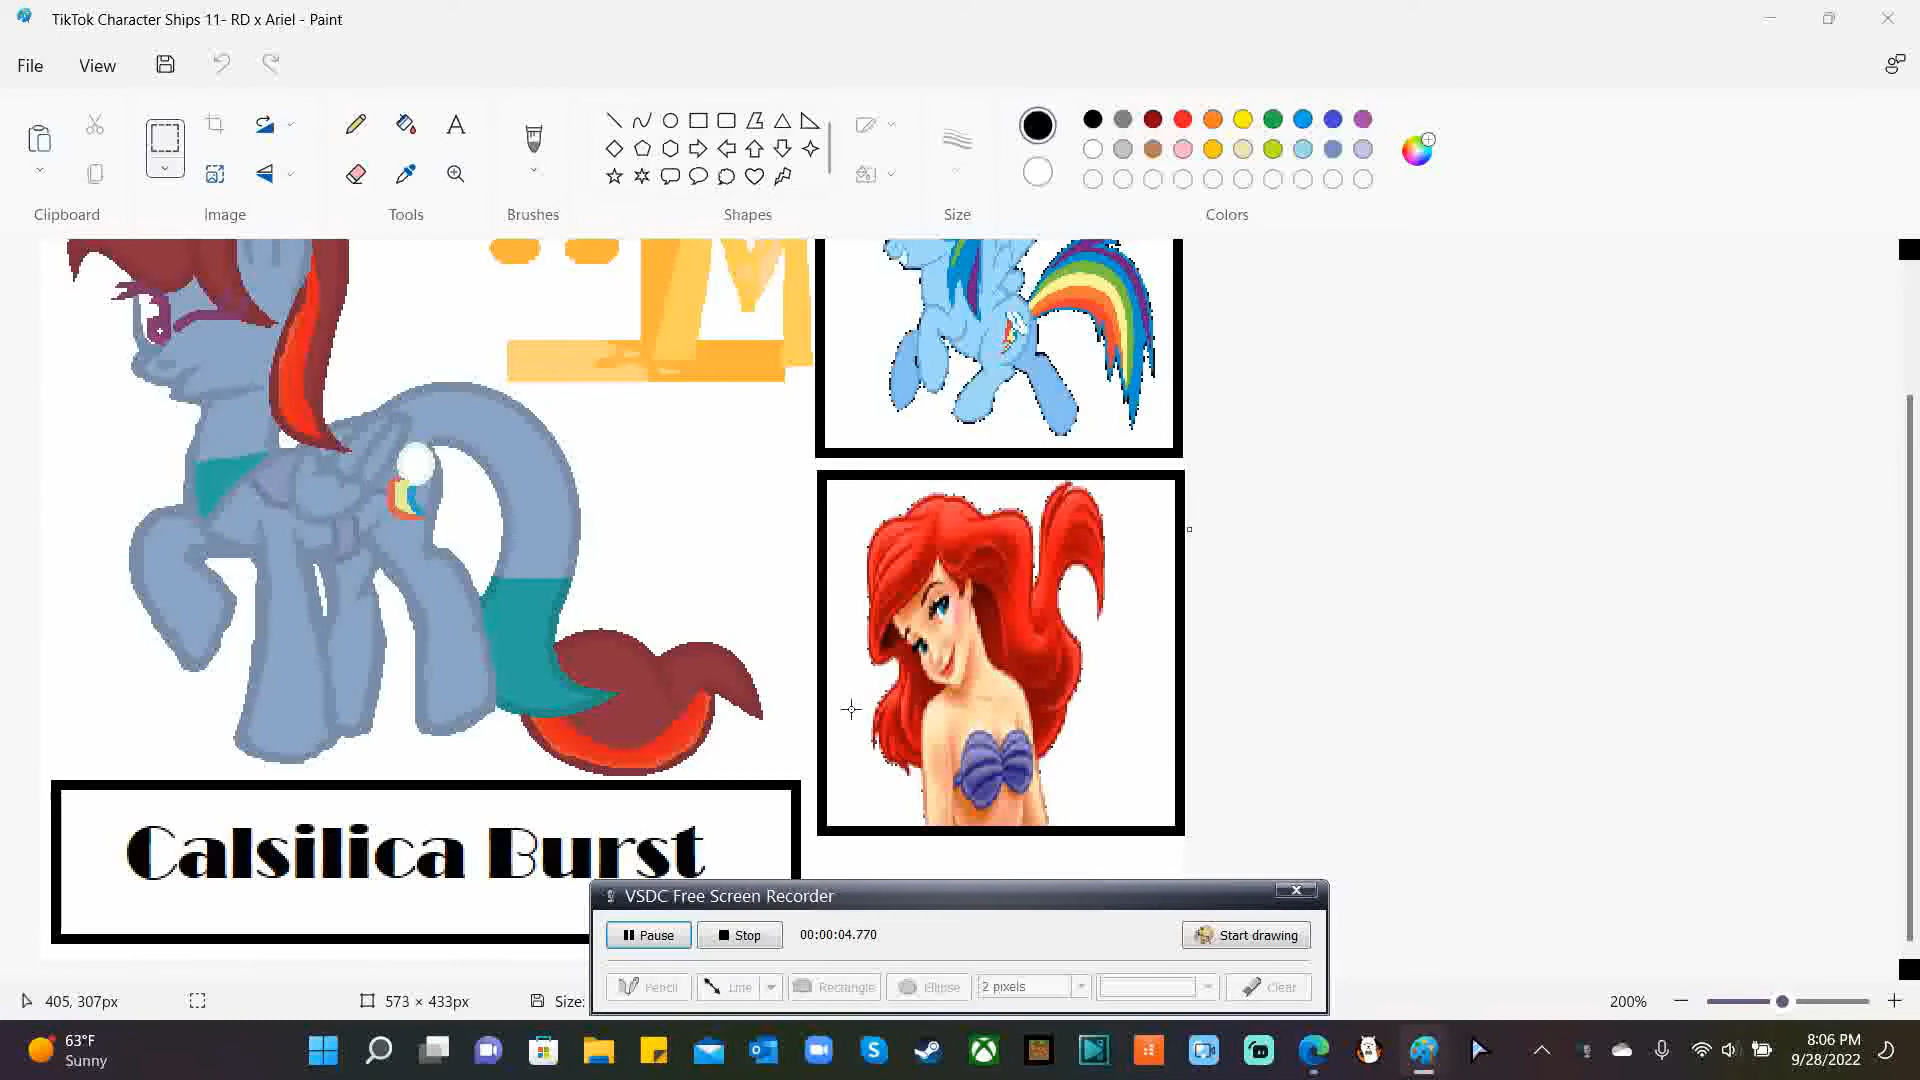 TikTok Character Ships 11- RD x Ariel - Paint
File View
Clipboard Image Tools Brushes Shapes Size Colors
Calsilica Burst
VSDC Free Screen Recorder
Pause Stop 00:00:04.770 Start drawing
Pencil Line Rectangle Ellipse 2 pixels Clear
405, 307px 573 × 433px Size: 200%
63°F
Sunny
8:06 PM
9/28/2022